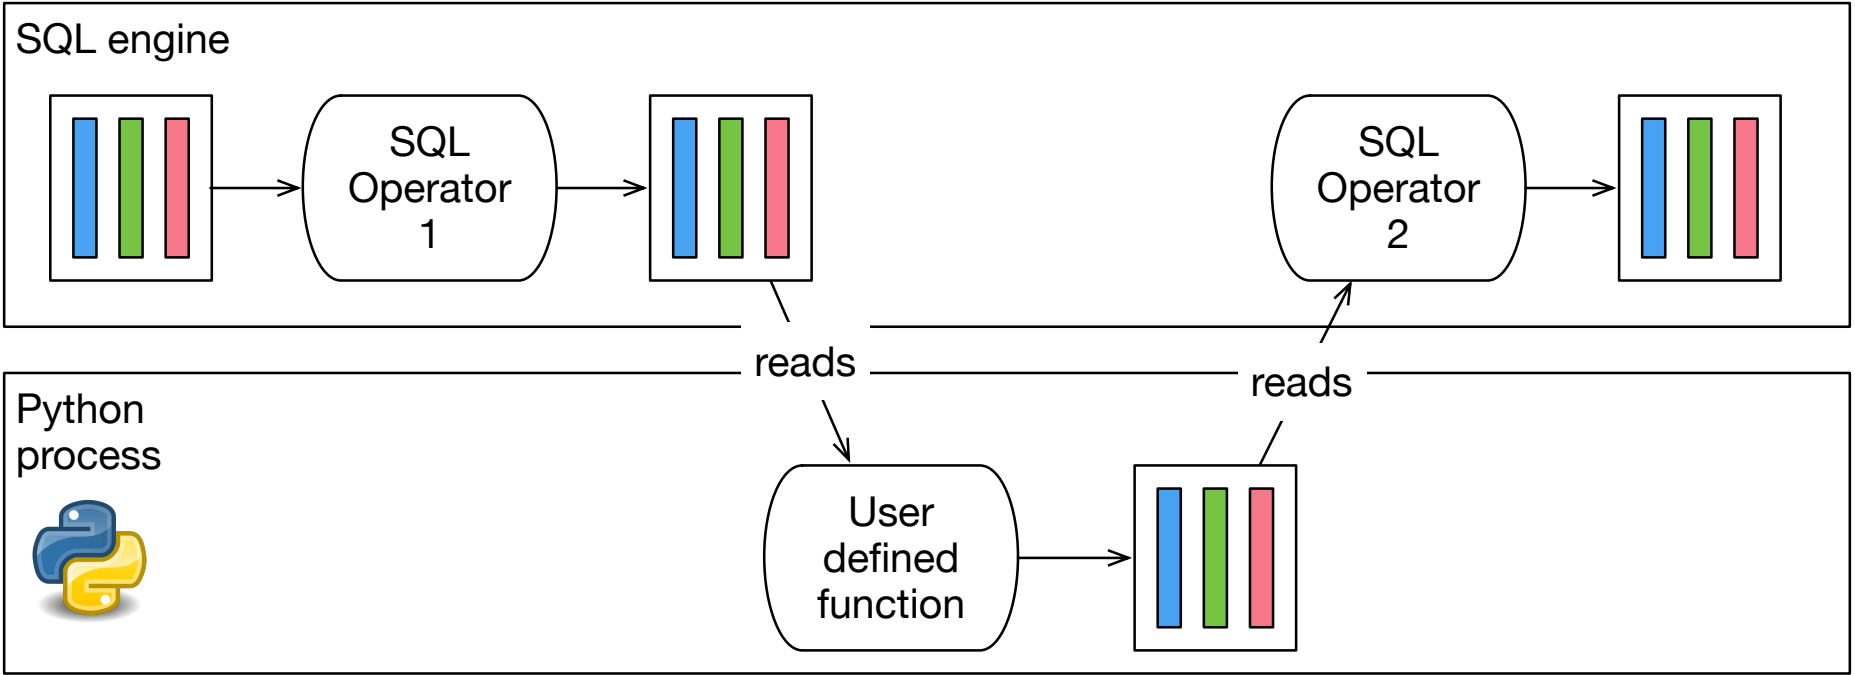 SQL engine
SQL
Operator
1
SQL
Operator
2
reads
reads
Python
process
User
defined
function